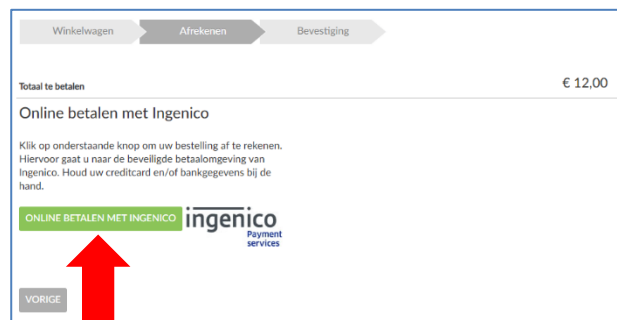 Winkelwagen Afrekenen Bevestiging
Totaal te betalen € 12,00
Online betalen met Ingenico
Klik op onderstaande knop om uw bestelling af te rekenen.
Hiervoor gaat u naar de beveiligde betaalomgeving van
Ingenico. Houd uw creditcard en/of bankgegevens bij de
hand.
ONLINE BETALEN MET INGENICO ingenico
Payment
services
VORIGE